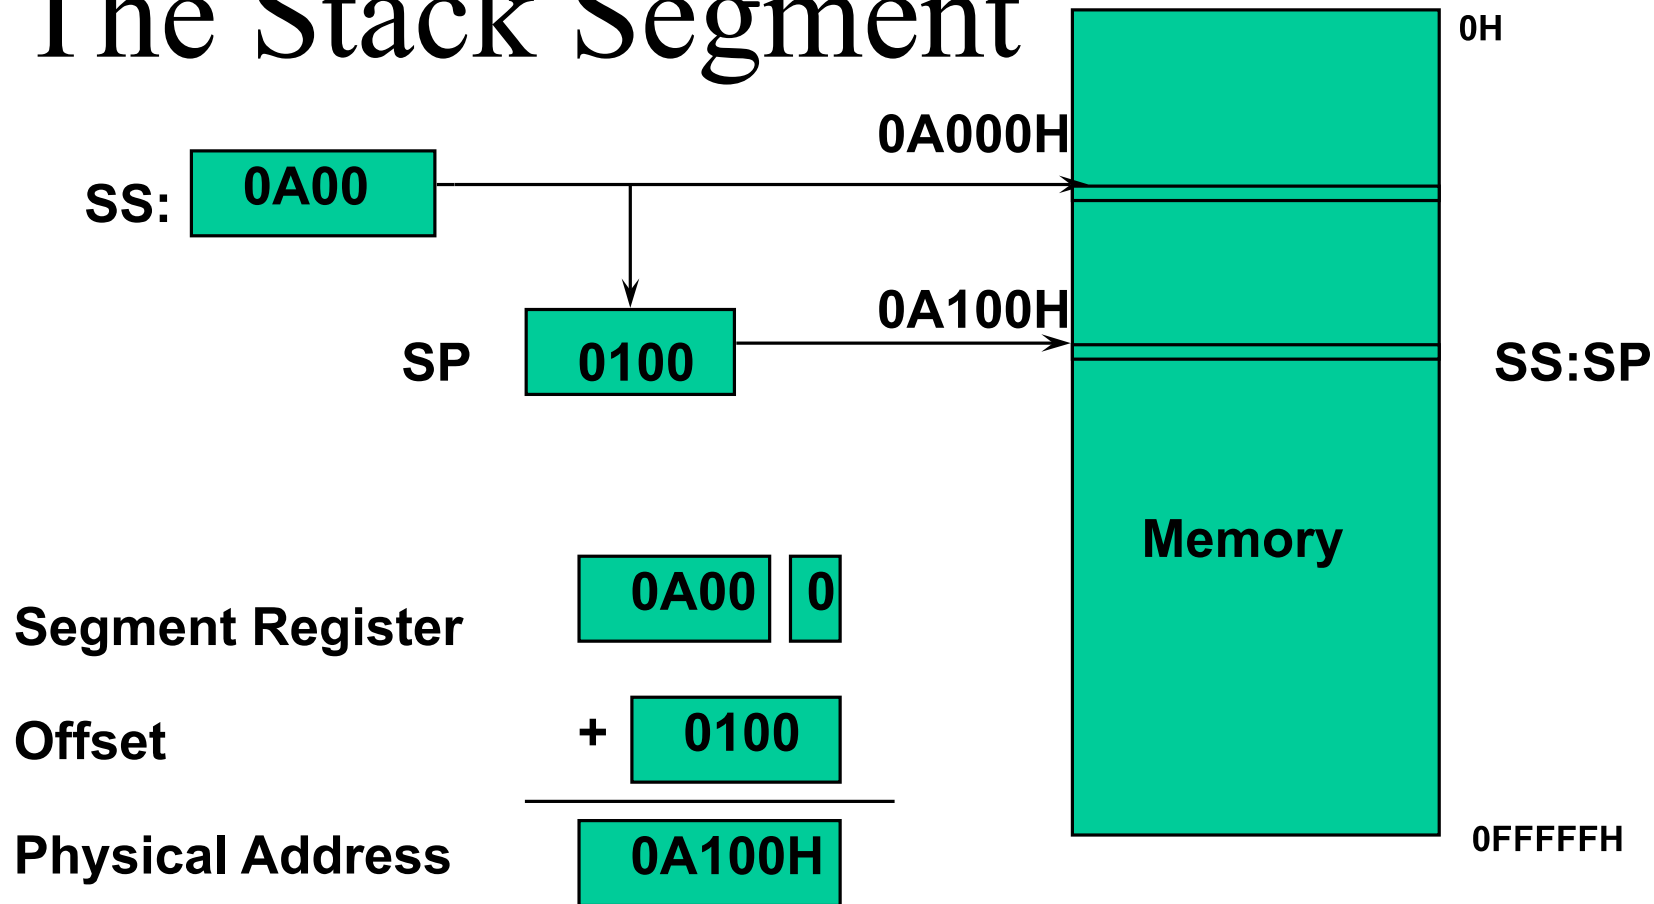 The Stack Segment
0H
0A000H
SS:
0A00
0A100H
SP
0100
SS:SP
Memory
Segment Register
0A00 0
Offset
+ 0100
Physical Address
0A100H
0FFFFFH